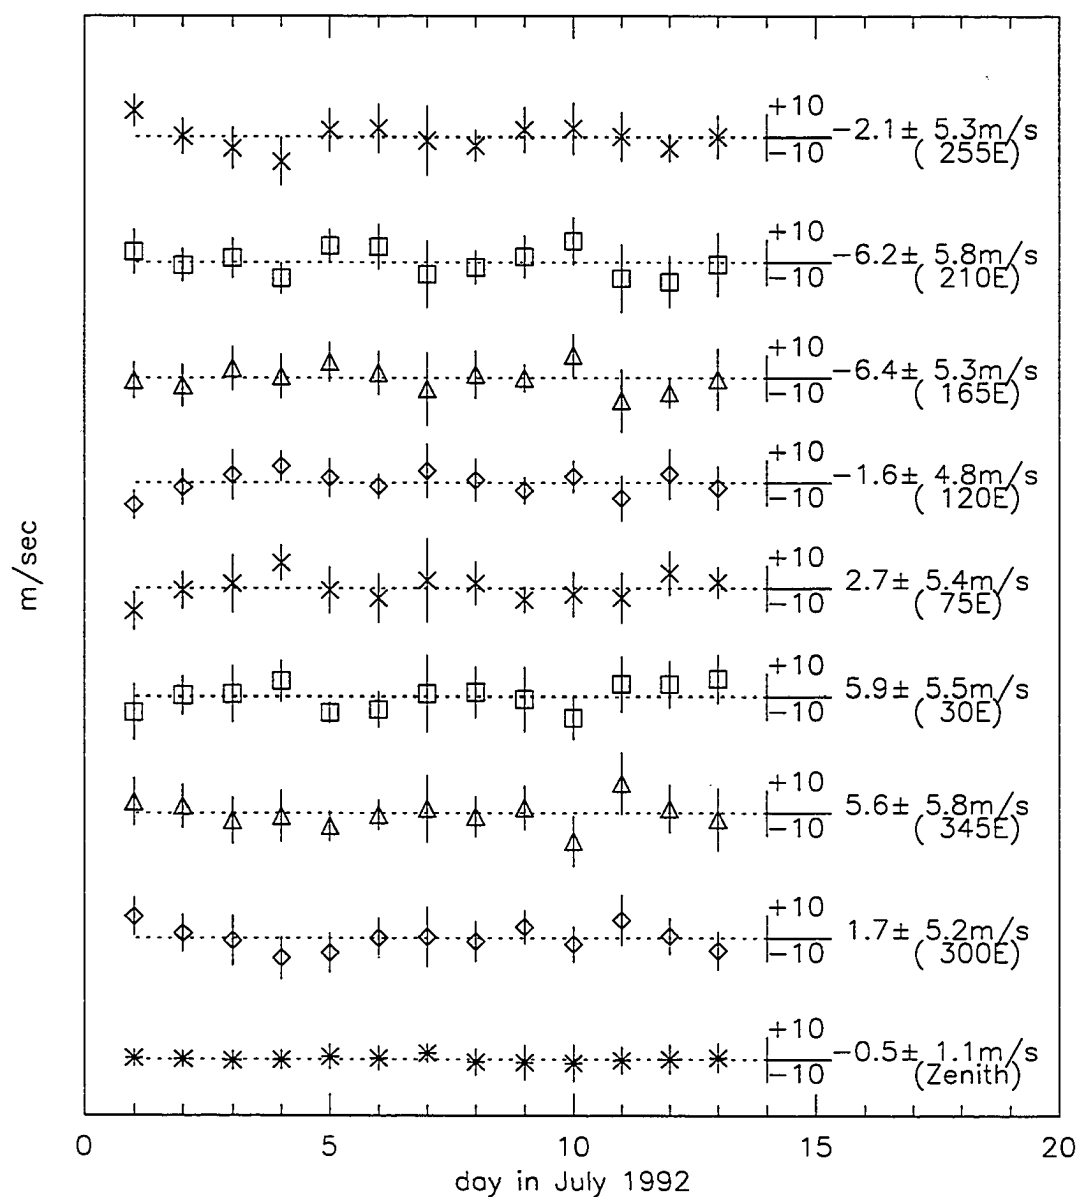 +10
-2.1± 5.3m/s
-10
( 255E)
+10
-6.2± 5.8m/s
-10
( 210E)
+10
-6.4± 5.3m/s
-10
( 165E)
+10
-1.6± 4.8m/s
-10
( 120E)
+10
2.7± 5.4m/s
-10
( 75E)
+10
5.9± 5.5m/s
-10
( 30E)
+10
5.6± 5.8m/s
-10
( 345E)
+10
1.7± 5.2m/s
-10
( 300E)
+10
-0.5± 1.1m/s
-10
(Zenith)
m/sec
0 5 10 15 20
day in July 1992